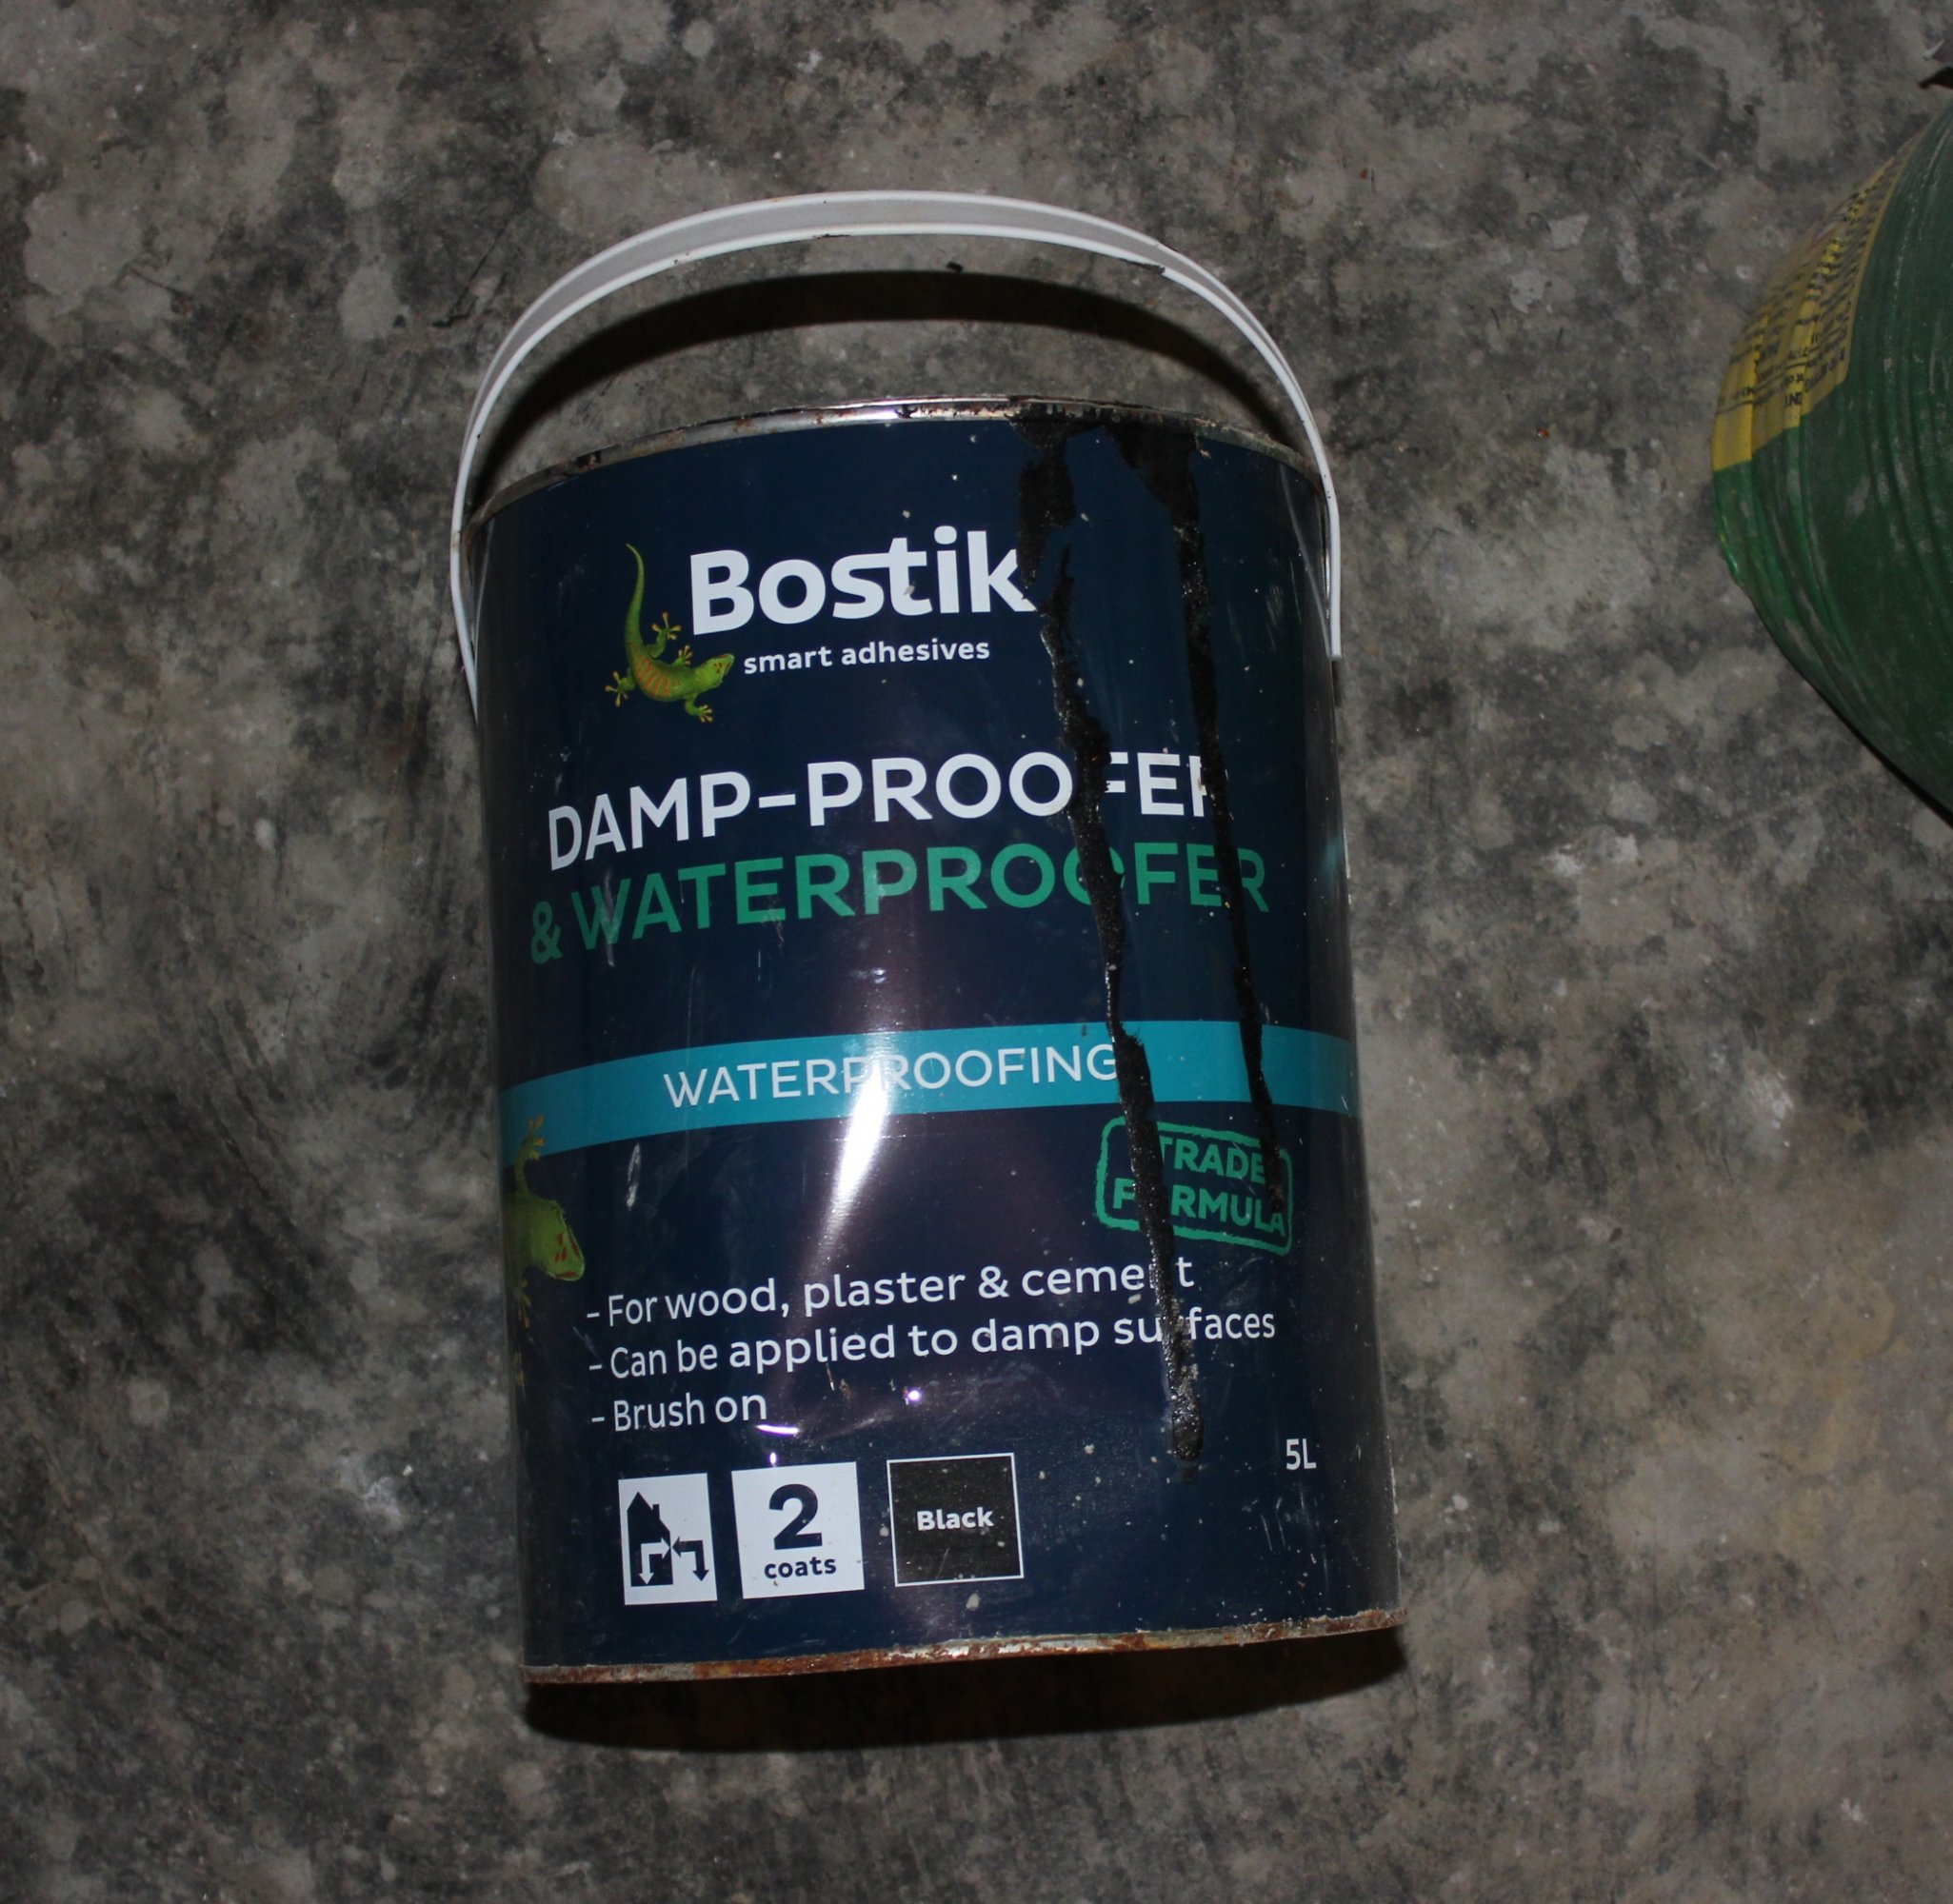 Bostik
smart adhesives
DAMP-PROOFER
& WATERPROOFER
WATERPROOFING
TRADE
FORMULA
- For wood, plaster & cement
- Can be applied to damp surfaces
- Brush on
5L
2
coats
Black